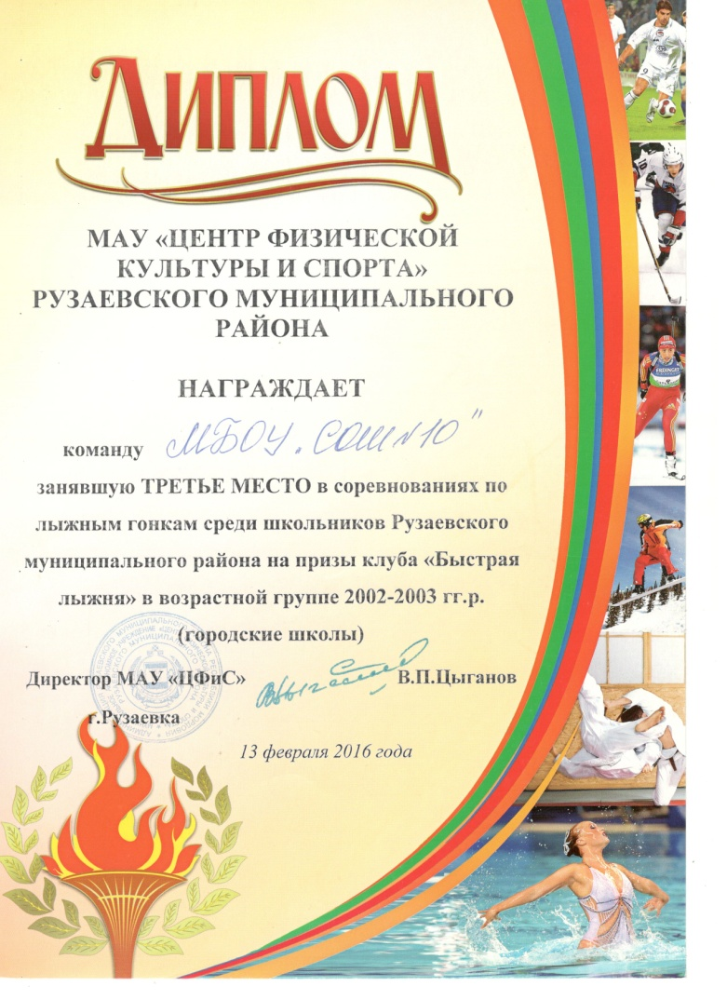 ДИПЛОМ
МАУ «ЦЕНТР ФИЗИЧЕСКОЙ
КУЛЬТУРЫ И СПОРТА»
РУЗАЕВСКОГО МУНИЦИПАЛЬНОГО
РАЙОНА
НАГРАЖДАЕТ
команду МБОУ „СОШ №10"
занявшую ТРЕТЬЕ МЕСТО в соревнованиях по
лыжным гонкам среди школьников Рузаевского
муниципального района на призы клуба «Быстрая
лыжня» в возрастной группе 2002-2003 гг.р.
(городские школы)
Директор МАУ «ЦФиС» В.П.Цыганов
г.Рузаевка
13 февраля 2016 года